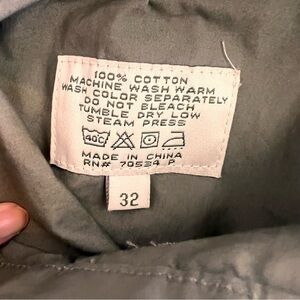 100% COTTON
MACHINE WASH WARM
WASH COLOR SEPARATELY
DO NOT BLEACH
TUMBLE DRY LOW
STEAM PRESS
40C
MADE IN CHINA
RN# 70534 P
32